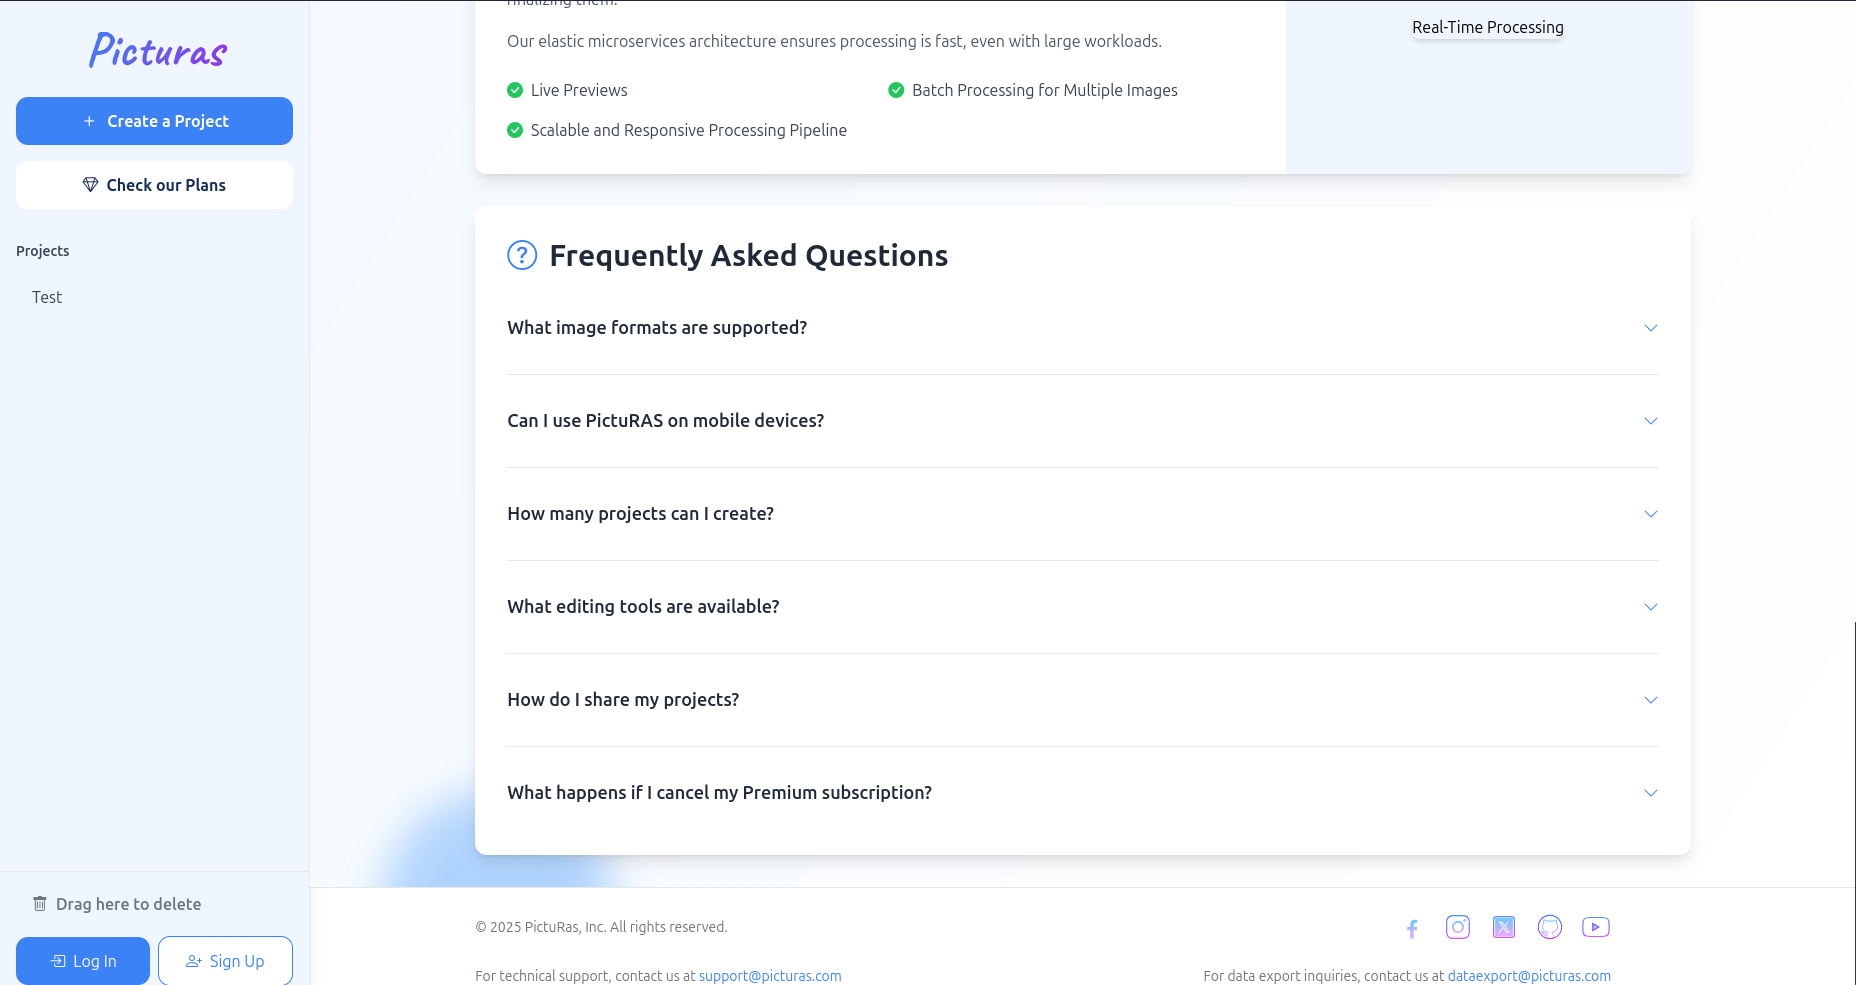 Picturas
Create a Project
Check our Plans
Projects
Test
Drag here to delete
Log In
Sign Up
finalizing them.
Our elastic microservices architecture ensures processing is fast, even with large workloads.
Live Previews
Batch Processing for Multiple Images
Scalable and Responsive Processing Pipeline
Real-Time Processing
Frequently Asked Questions
What image formats are supported?
Can I use PictuRAS on mobile devices?
How many projects can I create?
What editing tools are available?
How do I share my projects?
What happens if I cancel my Premium subscription?
© 2025 PictuRas, Inc. All rights reserved.
For technical support, contact us at support@picturas.com
For data export inquiries, contact us at dataexport@picturas.com